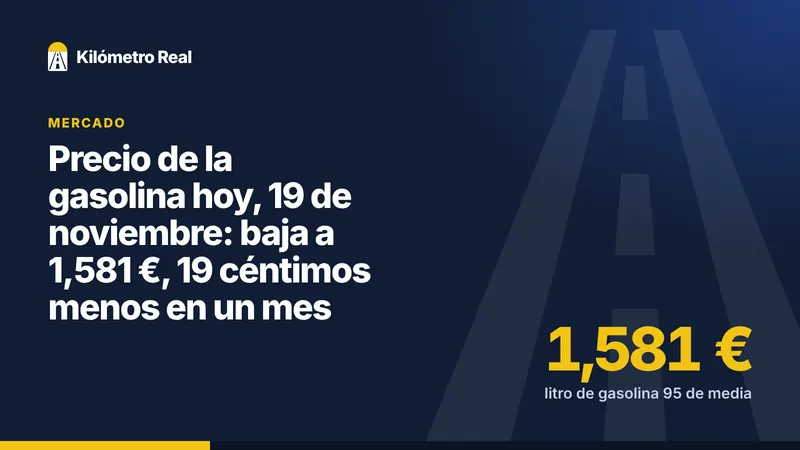 Kilómetro Real
MERCADO
Precio de la
gasolina hoy, 19 de
noviembre: baja a
1,581 €, 19 céntimos
menos en un mes
1,581 €
litro de gasolina 95 de media